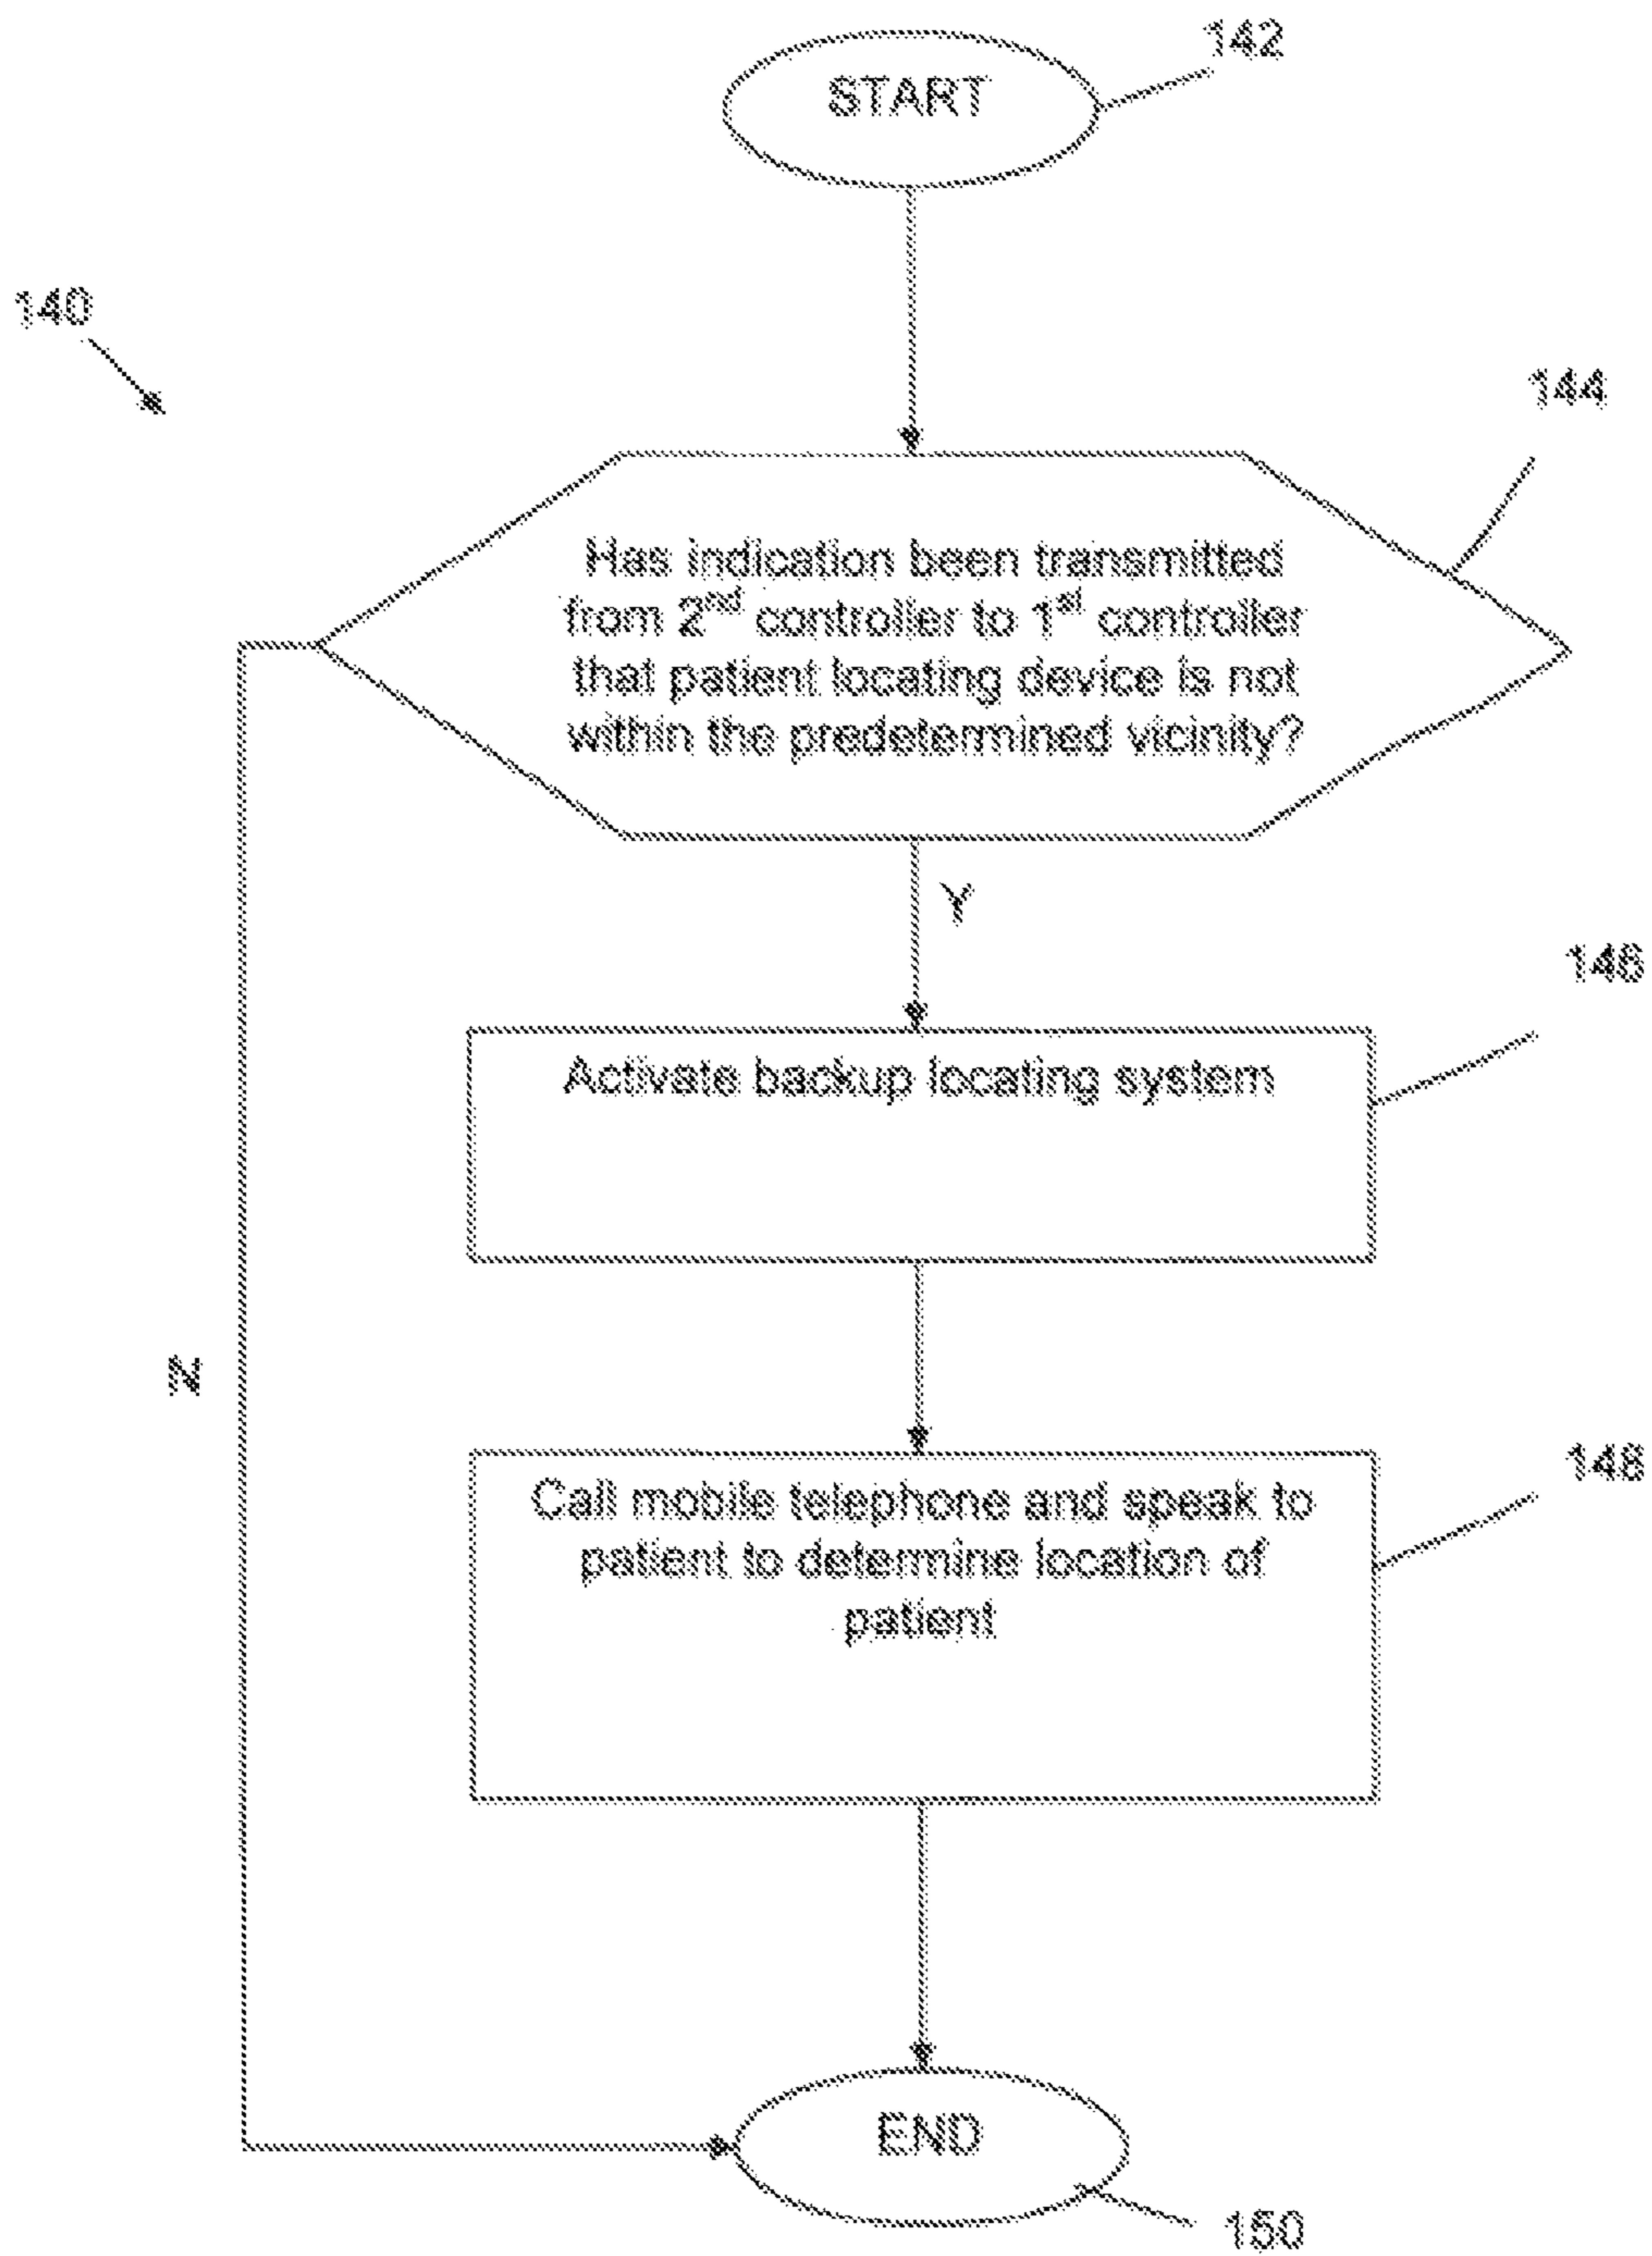 142
START
140
144
Has indication been transmitted
from 2nd controller to 1st controller
that patient locating device is not
within the predetermined vicinity?
Y
146
Activate backup locating system
N
148
Call mobile telephone and speak to
patient to determine location of
patient
END
150